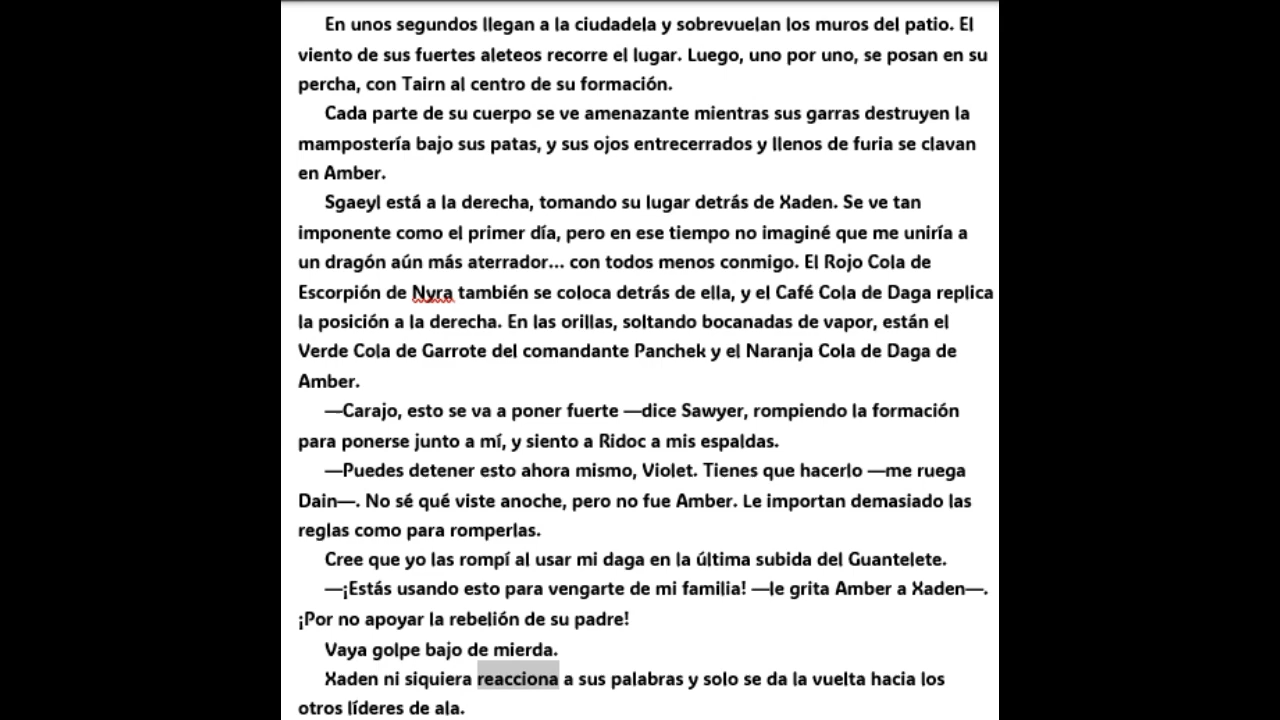 En unos segundos llegan a la ciudadela y sobrevuelan los muros del patio. El
viento de sus fuertes aleteos recorre el lugar. Luego, uno por uno, se posan en su
percha, con Tairn al centro de su formación.
Cada parte de su cuerpo se ve amenazante mientras sus garras destruyen la
mampostería bajo sus patas, y sus ojos entrecerrados y llenos de furia se clavan
en Amber.
Sgaeyl está a la derecha, tomando su lugar detrás de Xaden. Se ve tan
imponente como el primer día, pero en ese tiempo no imaginé que me uniría a
un dragón aún más aterrador... con todos menos conmigo. El Rojo Cola de
Escorpión de Nyra también se coloca detrás de ella, y el Café Cola de Daga replica
la posición a la derecha. En las orillas, soltando bocanadas de vapor, están el
Verde Cola de Garrote del comandante Panchek y el Naranja Cola de Daga de
Amber.
—Carajo, esto se va a poner fuerte —dice Sawyer, rompiendo la formación
para ponerse junto a mí, y siento a Ridoc a mis espaldas.
—Puedes detener esto ahora mismo, Violet. Tienes que hacerlo —me ruega
Dain—. No sé qué viste anoche, pero no fue Amber. Le importan demasiado las
reglas como para romperlas.
Cree que yo las rompí al usar mi daga en la última subida del Guantelete.
—¡Estás usando esto para vengarte de mi familia! —le grita Amber a Xaden—.
¡Por no apoyar la rebelión de su padre!
Vaya golpe bajo de mierda.
Xaden ni siquiera reacciona a sus palabras y solo se da la vuelta hacia los
otros líderes de ala.